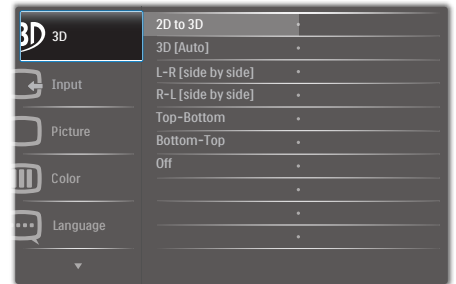 3D
3D
Input
Picture
Color
Language
2D to 3D
3D [Auto]
L-R [side by side]
R-L [side by side]
Top-Bottom
Bottom-Top
Off